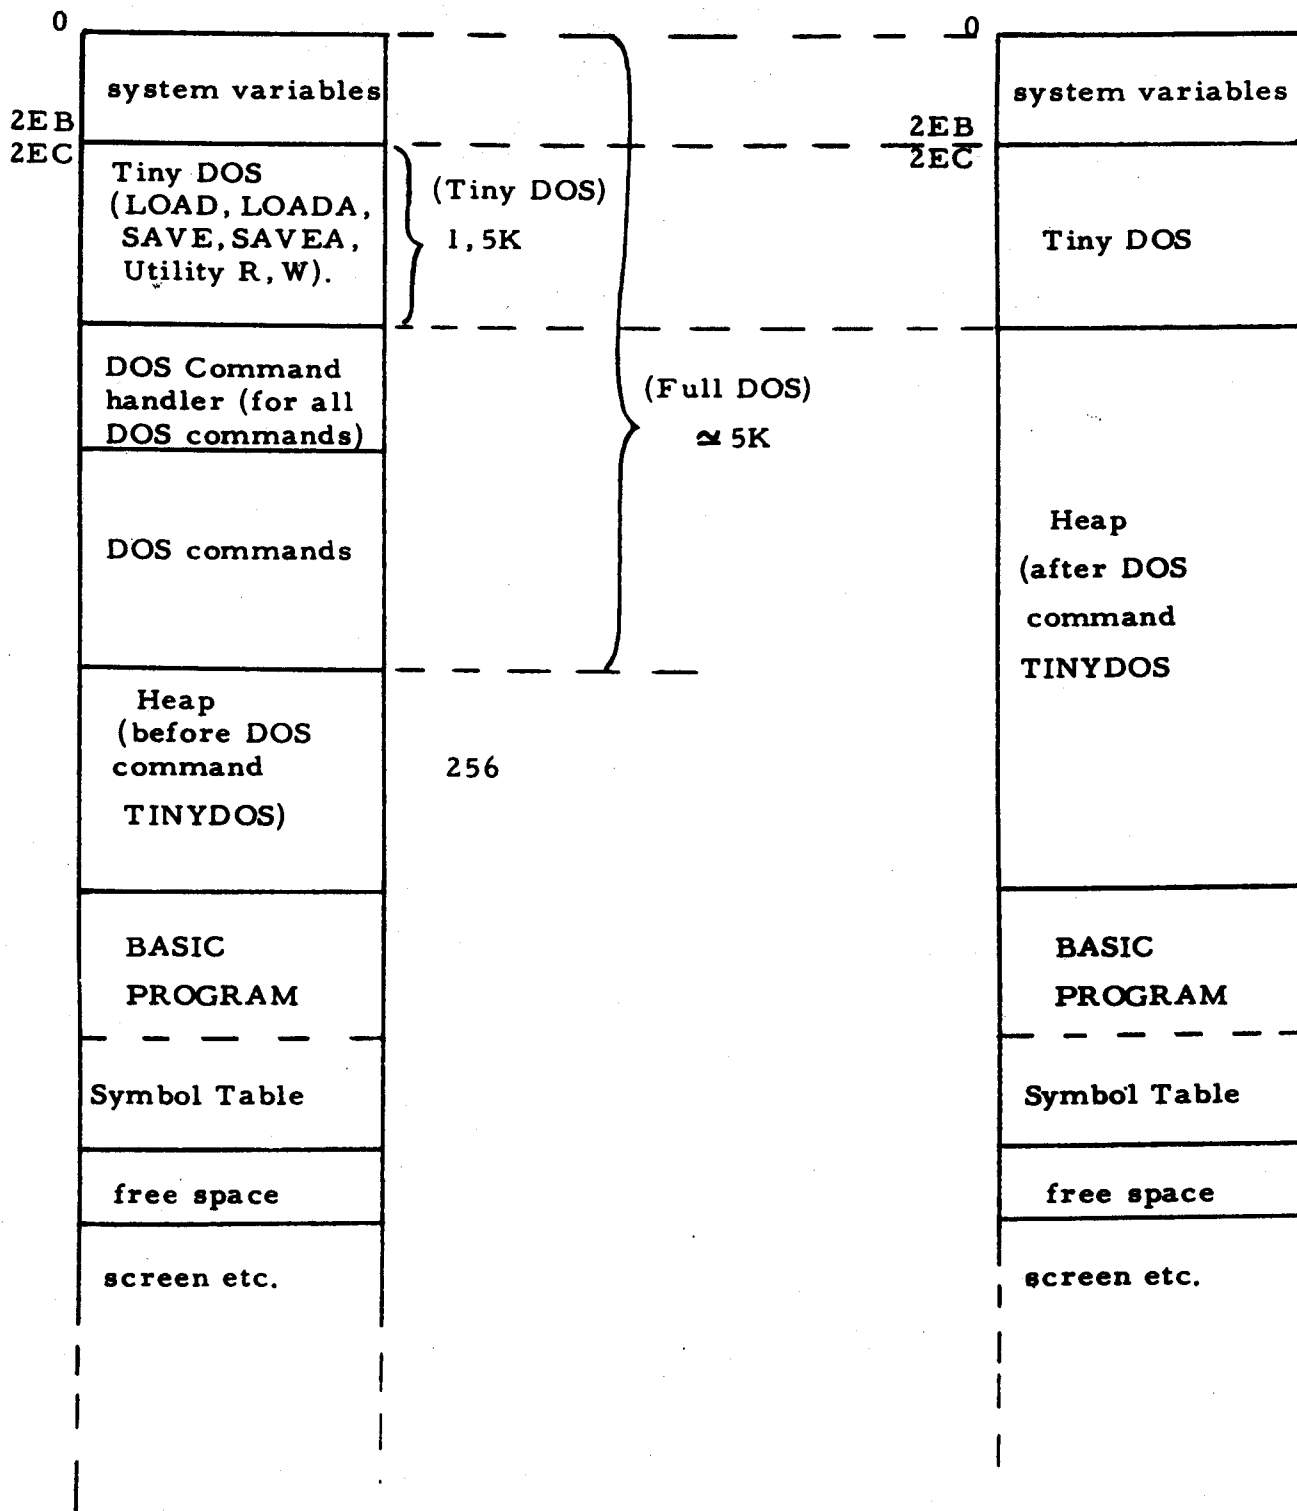 0
system variables
2EB
2EC
Tiny DOS
(LOAD, LOADA,
SAVE, SAVEA,
Utility R, W).
(Tiny DOS)
1,5K
DOS Command
handler (for all
DOS commands)
(Full DOS)
≃ 5K
DOS commands
Heap
(before DOS
command
TINYDOS)
256
BASIC
PROGRAM
Symbol Table
free space
screen etc.
0
system variables
2EB
2EC
Tiny DOS
Heap
(after DOS
command
TINYDOS
BASIC
PROGRAM
Symbol Table
free space
screen etc.